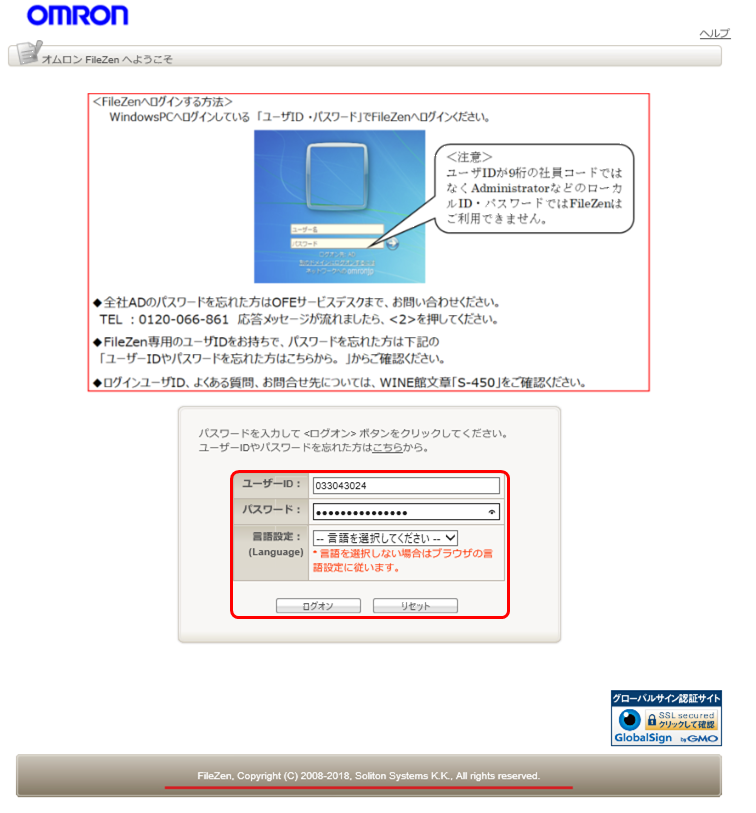 OMRON
ヘルプ
オムロン FileZen へようこそ
＜FileZenへログインする方法＞
WindowsPCへログインしている 「ユーザID・パスワード」でFileZenへログインください。
＜注意＞
ユーザIDが9桁の社員コードでは
なくAdministratorなどのローカ
ルID・パスワードではFileZenは
ご利用できません。
ユーザー名
パスワード
◆全社ADのパスワードを忘れた方はOFEサービスデスクまで、お問い合わせください。
TEL ：0120-066-861 応答メッセージが流れましたら、<2>を押してください。
◆FileZen専用のユーザIDをお持ちで、パスワードを忘れた方は下記の
「ユーザーIDやパスワードを忘れた方はこちらから。」からご確認ください。
◆ログインユーザID、よくある質問、お問合せ先については、WINE館文章「S-450」をご確認ください。
パスワードを入力して <ログオン> ボタンをクリックしてください。
ユーザーIDやパスワードを忘れた方はこちらから。
ユーザーID： 033043024
パスワード： ●●●●●●●●●●●●●●●
言語設定： -- 言語を選択してください --
(Language) * 言語を選択しない場合はブラウザの言
語設定に従います。
ログオン リセット
グローバルサイン認証サイト
SSL secured
クリックして確認
GlobalSign by GMO
FileZen, Copyright (C) 2008-2018, Soliton Systems K.K., All rights reserved.